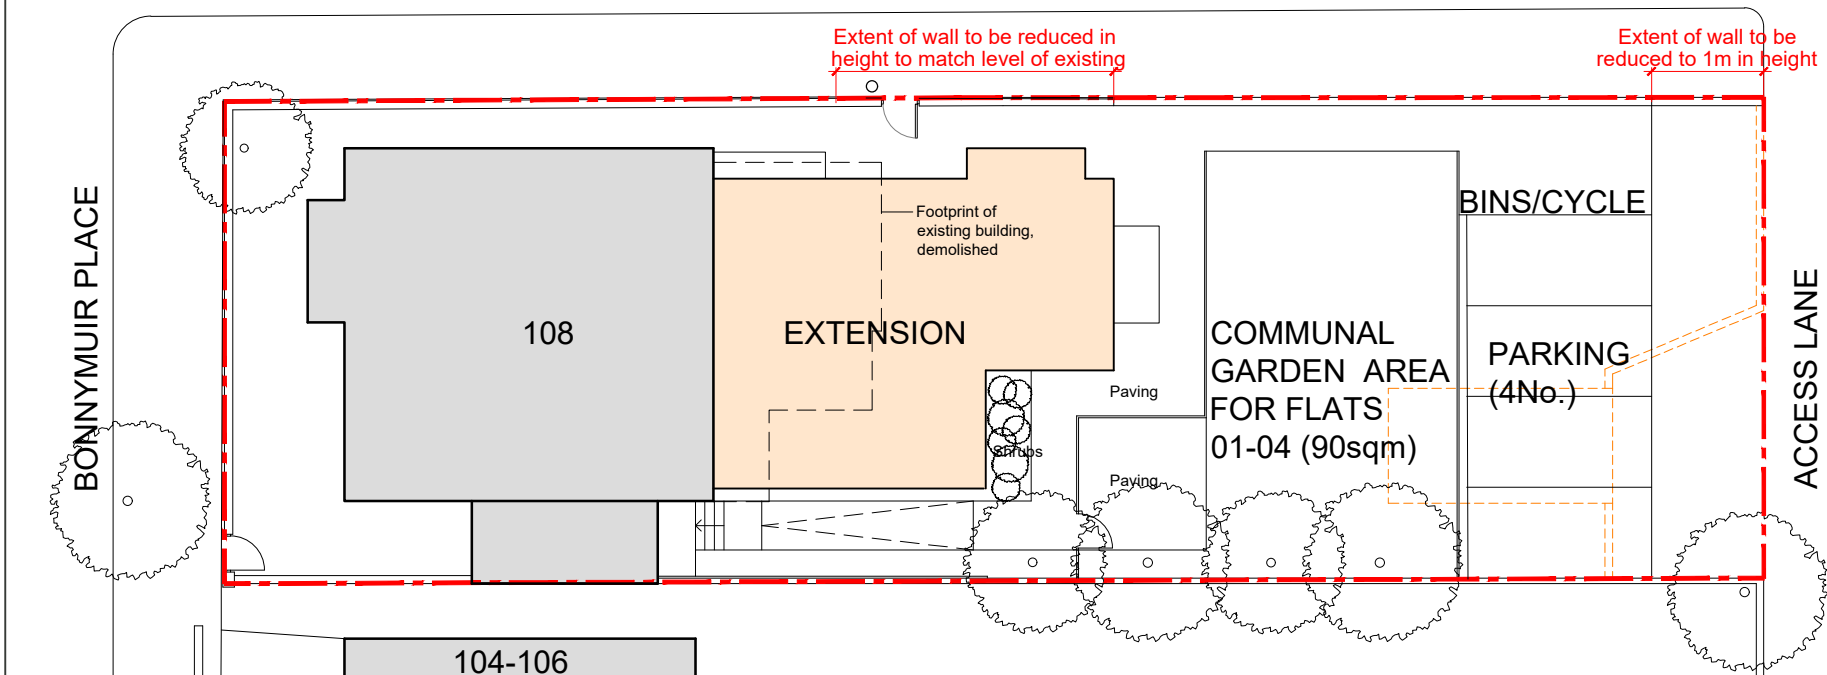 Extent of wall to be reduced in
height to match level of existing
Extent of wall to be
reduced to 1m in height
BONNYMUIR PLACE
108
EXTENSION
Footprint of
existing building,
demolished
Shrubs
Paving
Paving
COMMUNAL
GARDEN AREA
FOR FLATS
01-04 (90sqm)
BINS/CYCLE
PARKING
(4No.)
ACCESS LANE
104-106